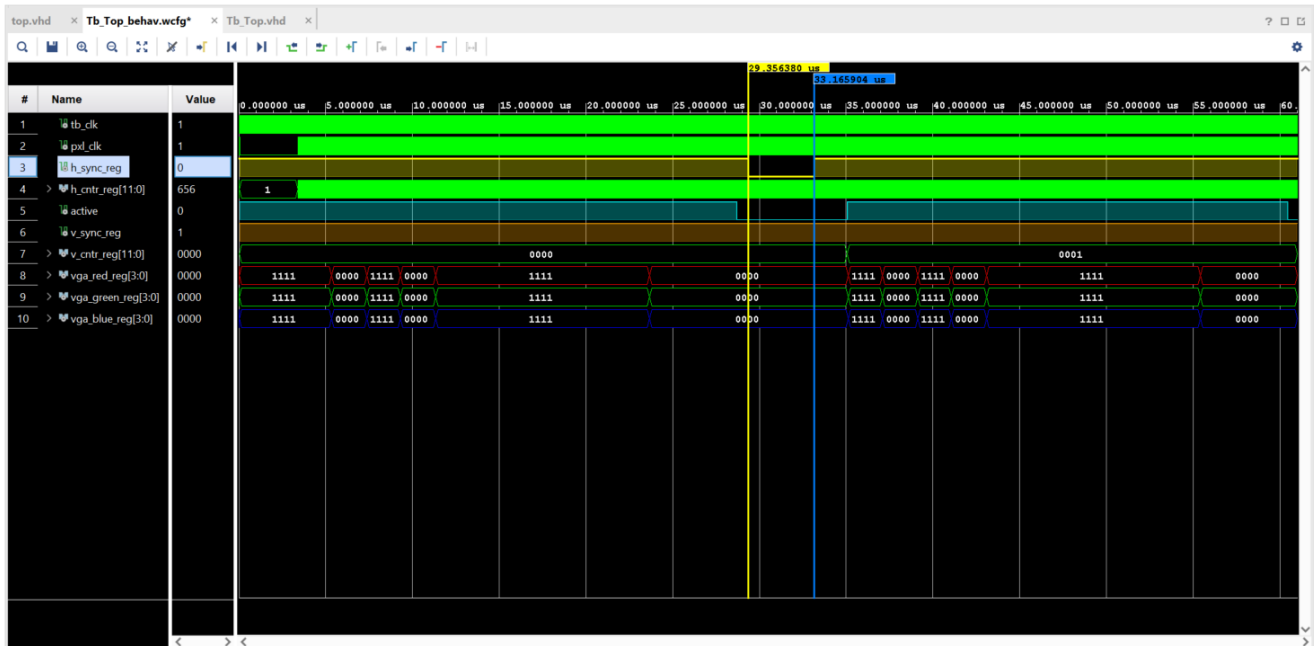 top.vhd × Tb_Top_behav.wcfg* × Tb_Top.vhd ×
29.356380 us
33.165904 us
# Name Value 0.000000 us 5.000000 us 10.000000 us 15.000000 us 20.000000 us 25.000000 us 30.000000 us 35.000000 us 40.000000 us 45.000000 us 50.000000 us 55.000000 us 60.
1 tb_clk 1
2 pxl_clk 1
3 h_sync_reg 0
4 h_cntr_reg[11:0] 656 1
5 active 0
6 v_sync_reg 1
7 v_cntr_reg[11:0] 0000 0000 0001
8 vga_red_reg[3:0] 0000 1111 0000 1111 0000 1111 0000 1111 0000 1111 0000 1111 0000
9 vga_green_reg[3:0] 0000 1111 0000 1111 0000 1111 0000 1111 0000 1111 0000 1111 0000
10 vga_blue_reg[3:0] 0000 1111 0000 1111 0000 1111 0000 1111 0000 1111 0000 1111 0000